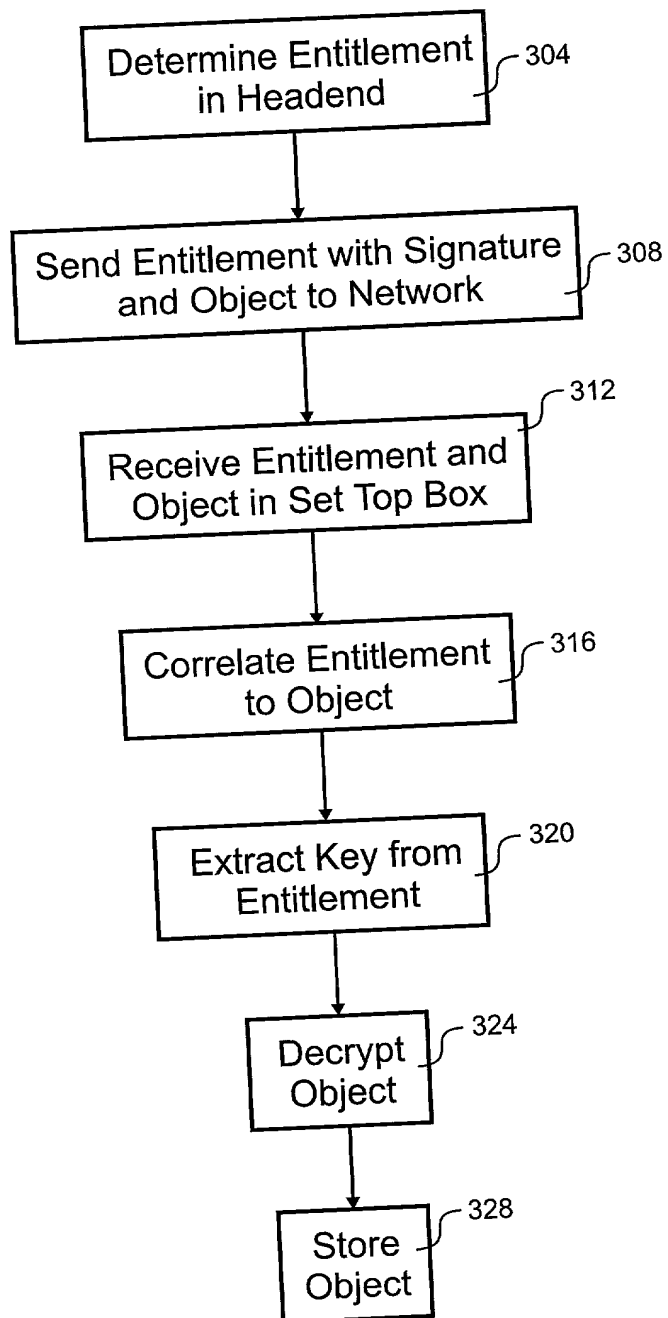 Determine Entitlement
in Headend
304
Send Entitlement with Signature
and Object to Network
308
312
Receive Entitlement and
Object in Set Top Box
Correlate Entitlement
to Object
316
Extract Key from
Entitlement
320
Decrypt
Object
324
Store
Object
328